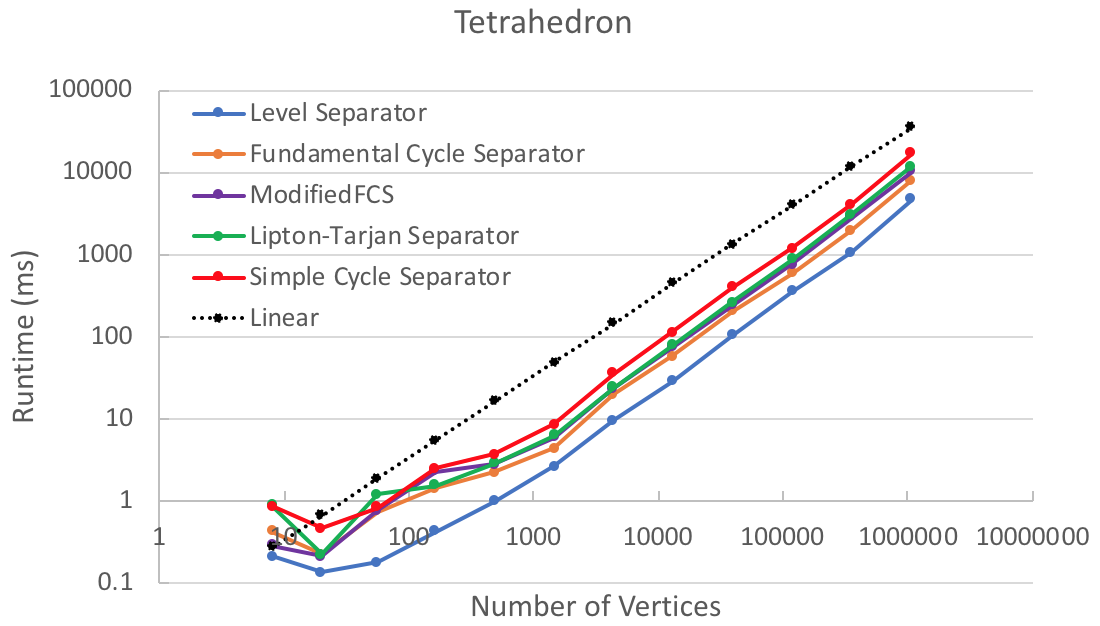 Tetrahedron
100000
10000
1000
100
10
1
0.1
Runtime (ms)
Level Separator
Fundamental Cycle Separator
ModifiedFCS
Lipton-Tarjan Separator
Simple Cycle Separator
Linear
1 10 100 1000 10000 100000 1000000 10000000
Number of Vertices